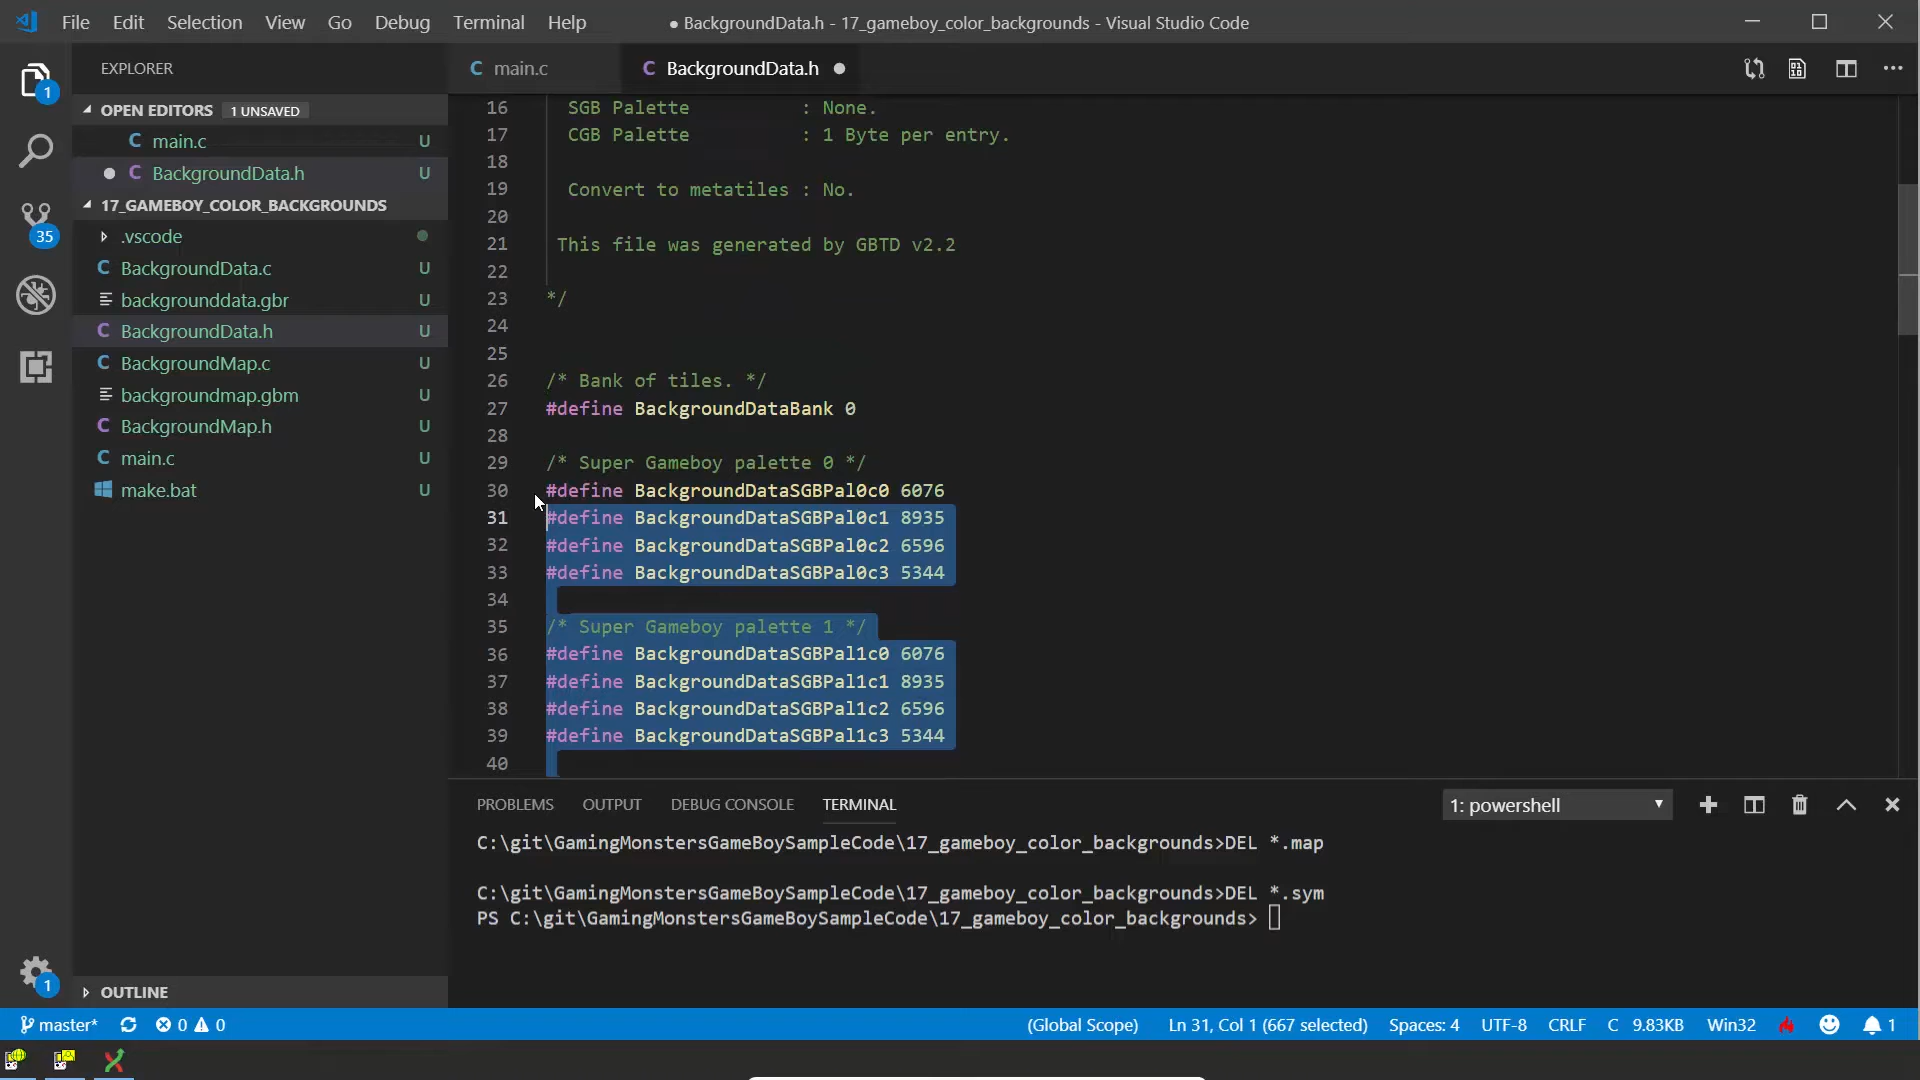 File Edit Selection View Go Debug Terminal Help ● BackgroundData.h - 17_gameboy_color_backgrounds - Visual Studio Code
EXPLORER
C main.c
C BackgroundData.h ●
1
OPEN EDITORS 1 UNSAVED
C main.c U
● C BackgroundData.h U
17_GAMEBOY_COLOR_BACKGROUNDS
35
.vscode
C BackgroundData.c U
backgrounddata.gbr U
C BackgroundData.h U
C BackgroundMap.c U
backgroundmap.gbm U
C BackgroundMap.h U
C main.c U
make.bat U
OUTLINE
1
16 SGB Palette : None.
17 CGB Palette : 1 Byte per entry.
18
19 Convert to metatiles : No.
20
21 This file was generated by GBTD v2.2
22
23 */
24
25
26 /* Bank of tiles. */
27 #define BackgroundDataBank 0
28
29 /* Super Gameboy palette 0 */
30 #define BackgroundDataSGBPal0c0 6076
31 #define BackgroundDataSGBPal0c1 8935
32 #define BackgroundDataSGBPal0c2 6596
33 #define BackgroundDataSGBPal0c3 5344
34
35 /* Super Gameboy palette 1 */
36 #define BackgroundDataSGBPal1c0 6076
37 #define BackgroundDataSGBPal1c1 8935
38 #define BackgroundDataSGBPal1c2 6596
39 #define BackgroundDataSGBPal1c3 5344
40
PROBLEMS OUTPUT DEBUG CONSOLE TERMINAL 1: powershell
C:\git\GamingMonstersGameBoySampleCode\17_gameboy_color_backgrounds>DEL *.map
C:\git\GamingMonstersGameBoySampleCode\17_gameboy_color_backgrounds>DEL *.sym
PS C:\git\GamingMonstersGameBoySampleCode\17_gameboy_color_backgrounds>
master* 0 0 (Global Scope) Ln 31, Col 1 (667 selected) Spaces: 4 UTF-8 CRLF C 9.83KB Win32 1